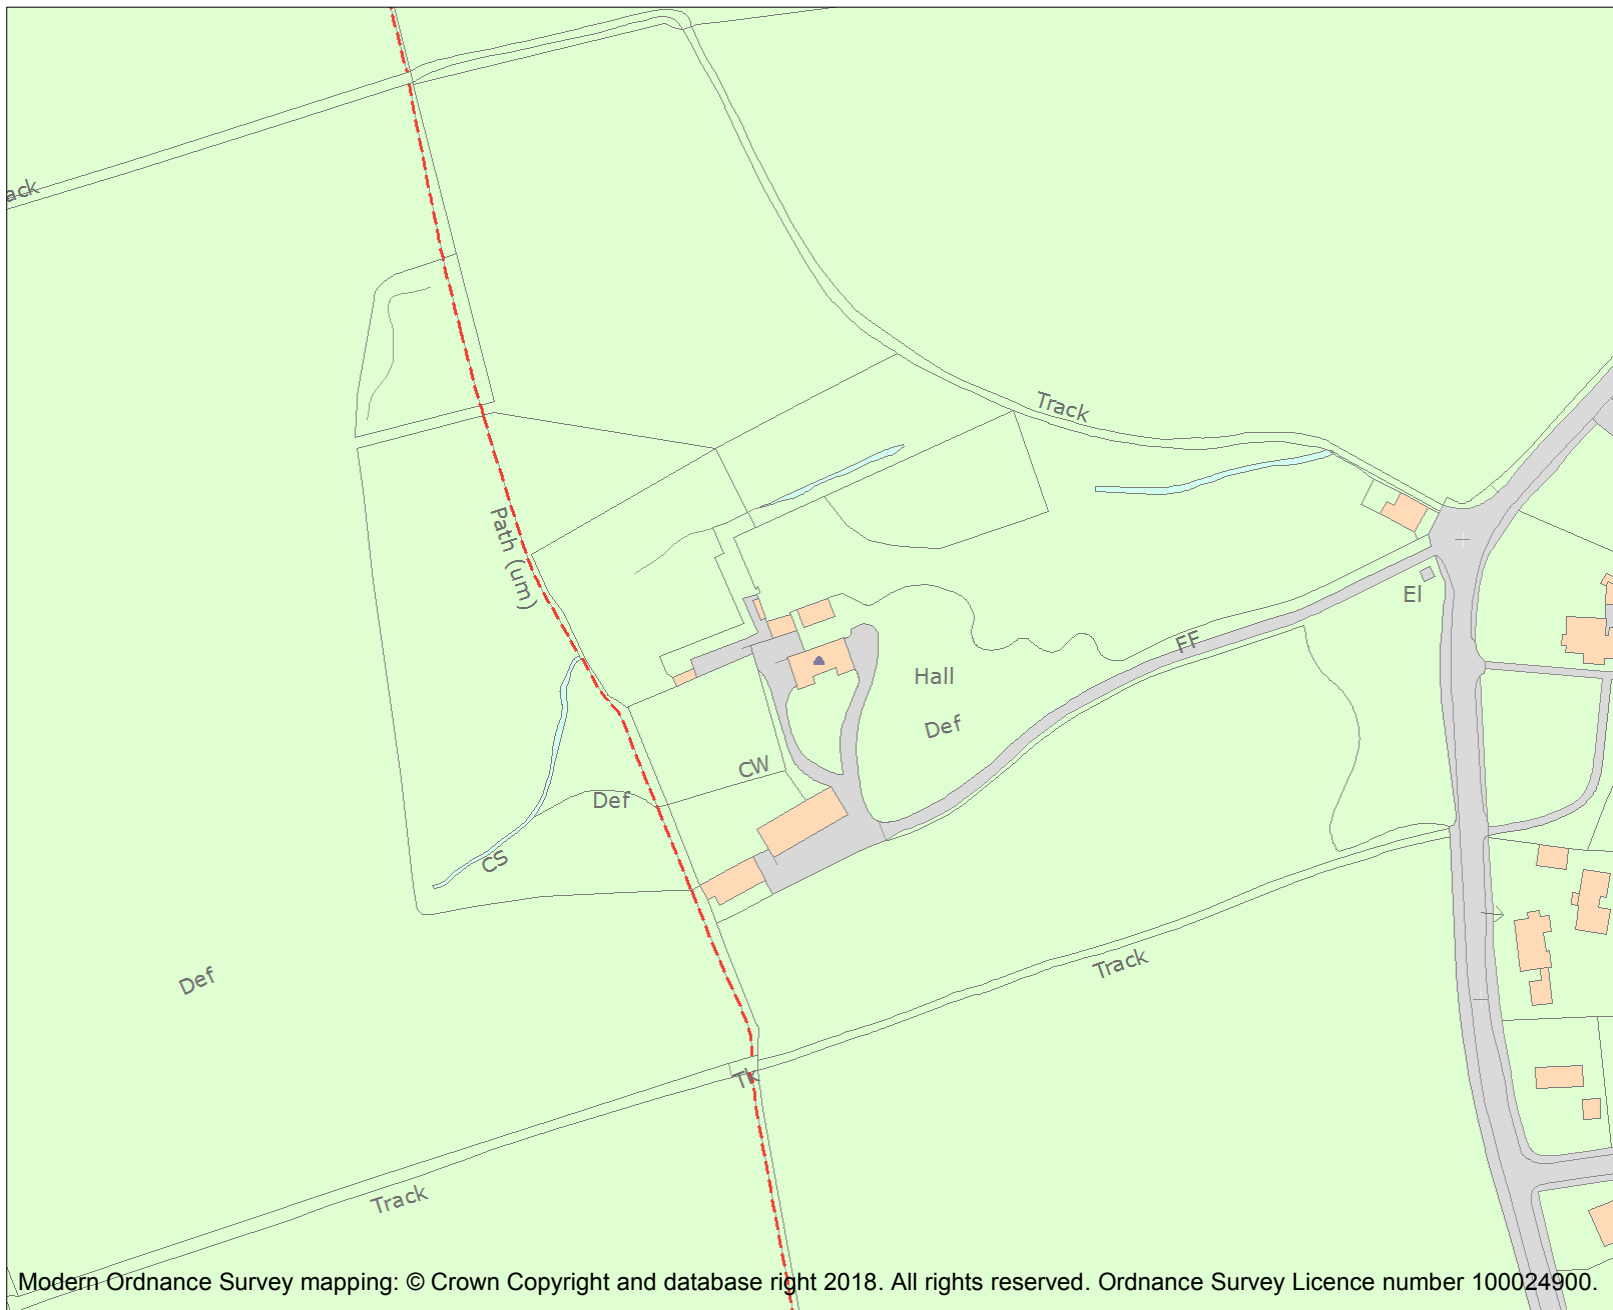 ack
Track
Path (um)
El
FF
Hall
Def
CW
Def
CS
Track
Def
Tk
Track
Modern Ordnance Survey mapping: © Crown Copyright and database right 2018. All rights reserved. Ordnance Survey Licence number 100024900.